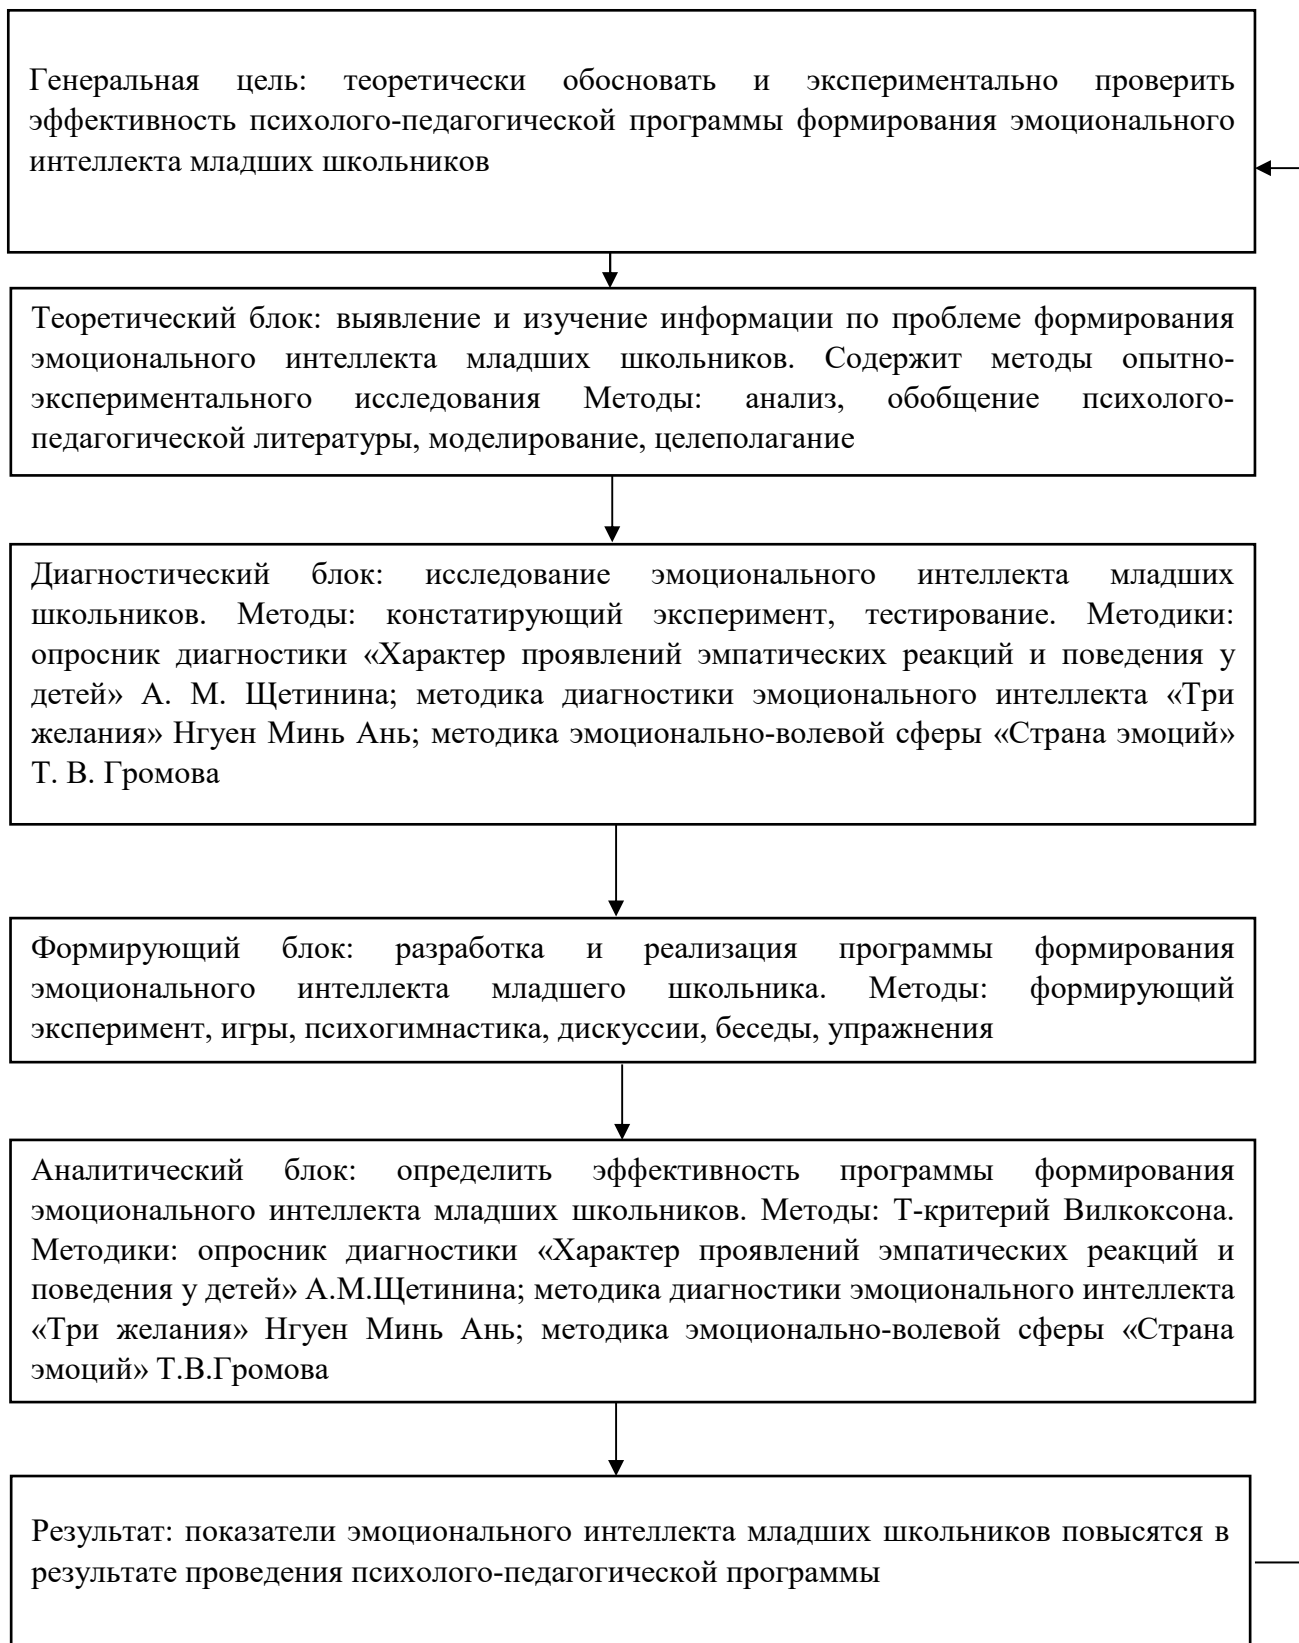 Генеральная цель: теоретически обосновать и экспериментально проверить
эффективность психолого-педагогической программы формирования эмоционального
интеллекта младших школьников
Теоретический блок: выявление и изучение информации по проблеме формирования
эмоционального интеллекта младших школьников. Содержит методы опытно-
экспериментального исследования Методы: анализ, обобщение психолого-
педагогической литературы, моделирование, целеполагание
Диагностический блок: исследование эмоционального интеллекта младших
школьников. Методы: констатирующий эксперимент, тестирование. Методики:
опросник диагностики «Характер проявлений эмпатических реакций и поведения у
детей» А. М. Щетинина; методика диагностики эмоционального интеллекта «Три
желания» Нгуен Минь Ань; методика эмоционально-волевой сферы «Страна эмоций»
Т. В. Громова
Формирующий блок: разработка и реализация программы формирования
эмоционального интеллекта младшего школьника. Методы: формирующий
эксперимент, игры, психогимнастика, дискуссии, беседы, упражнения
Аналитический блок: определить эффективность программы формирования
эмоционального интеллекта младших школьников. Методы: Т-критерий Вилкоксона.
Методики: опросник диагностики «Характер проявлений эмпатических реакций и
поведения у детей» А.М.Щетинина; методика диагностики эмоционального интеллекта
«Три желания» Нгуен Минь Ань; методика эмоционально-волевой сферы «Страна
эмоций» Т.В.Громова
Результат: показатели эмоционального интеллекта младших школьников повысятся в
результате проведения психолого-педагогической программы